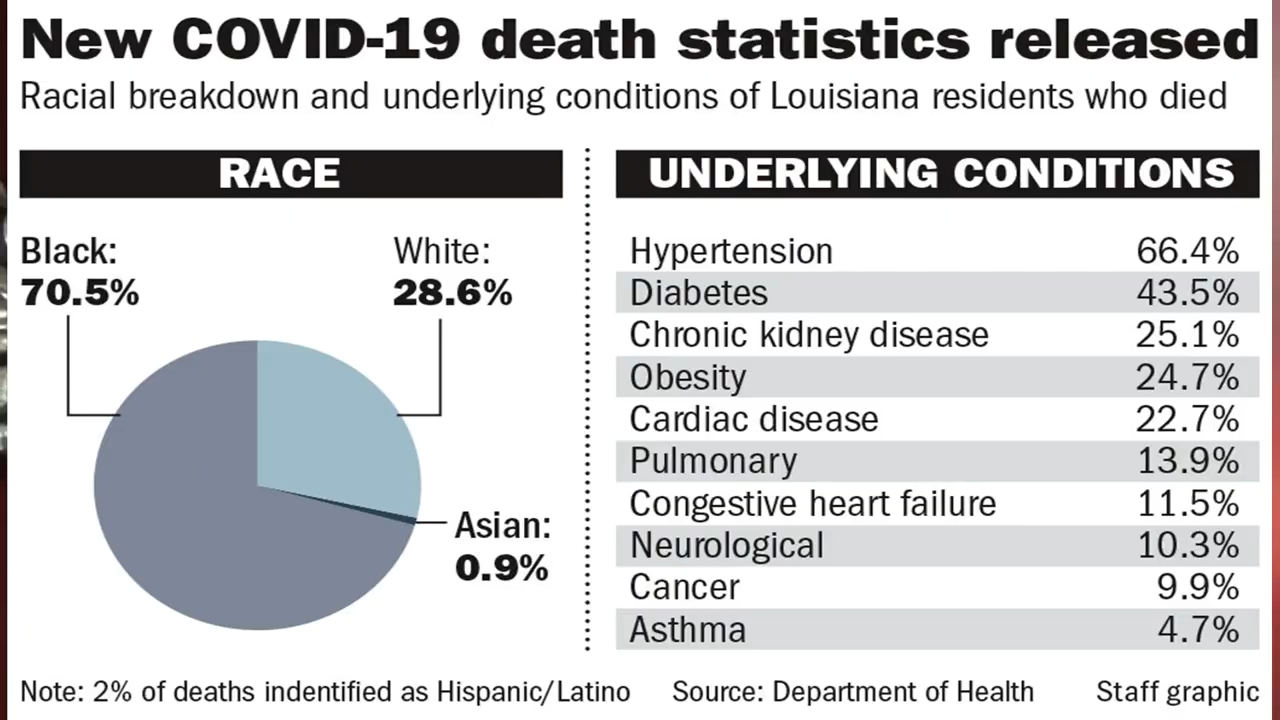 New COVID-19 death statistics released
Racial breakdown and underlying conditions of Louisiana residents who died
RACE
Black:
70.5%
White:
28.6%
Asian:
0.9%
UNDERLYING CONDITIONS
Hypertension 66.4%
Diabetes 43.5%
Chronic kidney disease 25.1%
Obesity 24.7%
Cardiac disease 22.7%
Pulmonary 13.9%
Congestive heart failure 11.5%
Neurological 10.3%
Cancer 9.9%
Asthma 4.7%
Note: 2% of deaths indentified as Hispanic/Latino Source: Department of Health Staff graphic